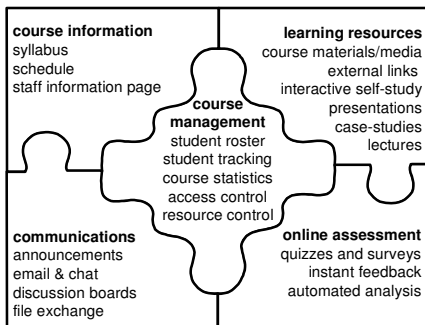 course information
syllabus
schedule
staff information page
learning resources
course materials/media
external links
interactive self-study
presentations
case-studies
lectures
course
management
student roster
student tracking
course statistics
access control
resource control
communications
announcements
email & chat
discussion boards
file exchange
online assessment
quizzes and surveys
instant feedback
automated analysis